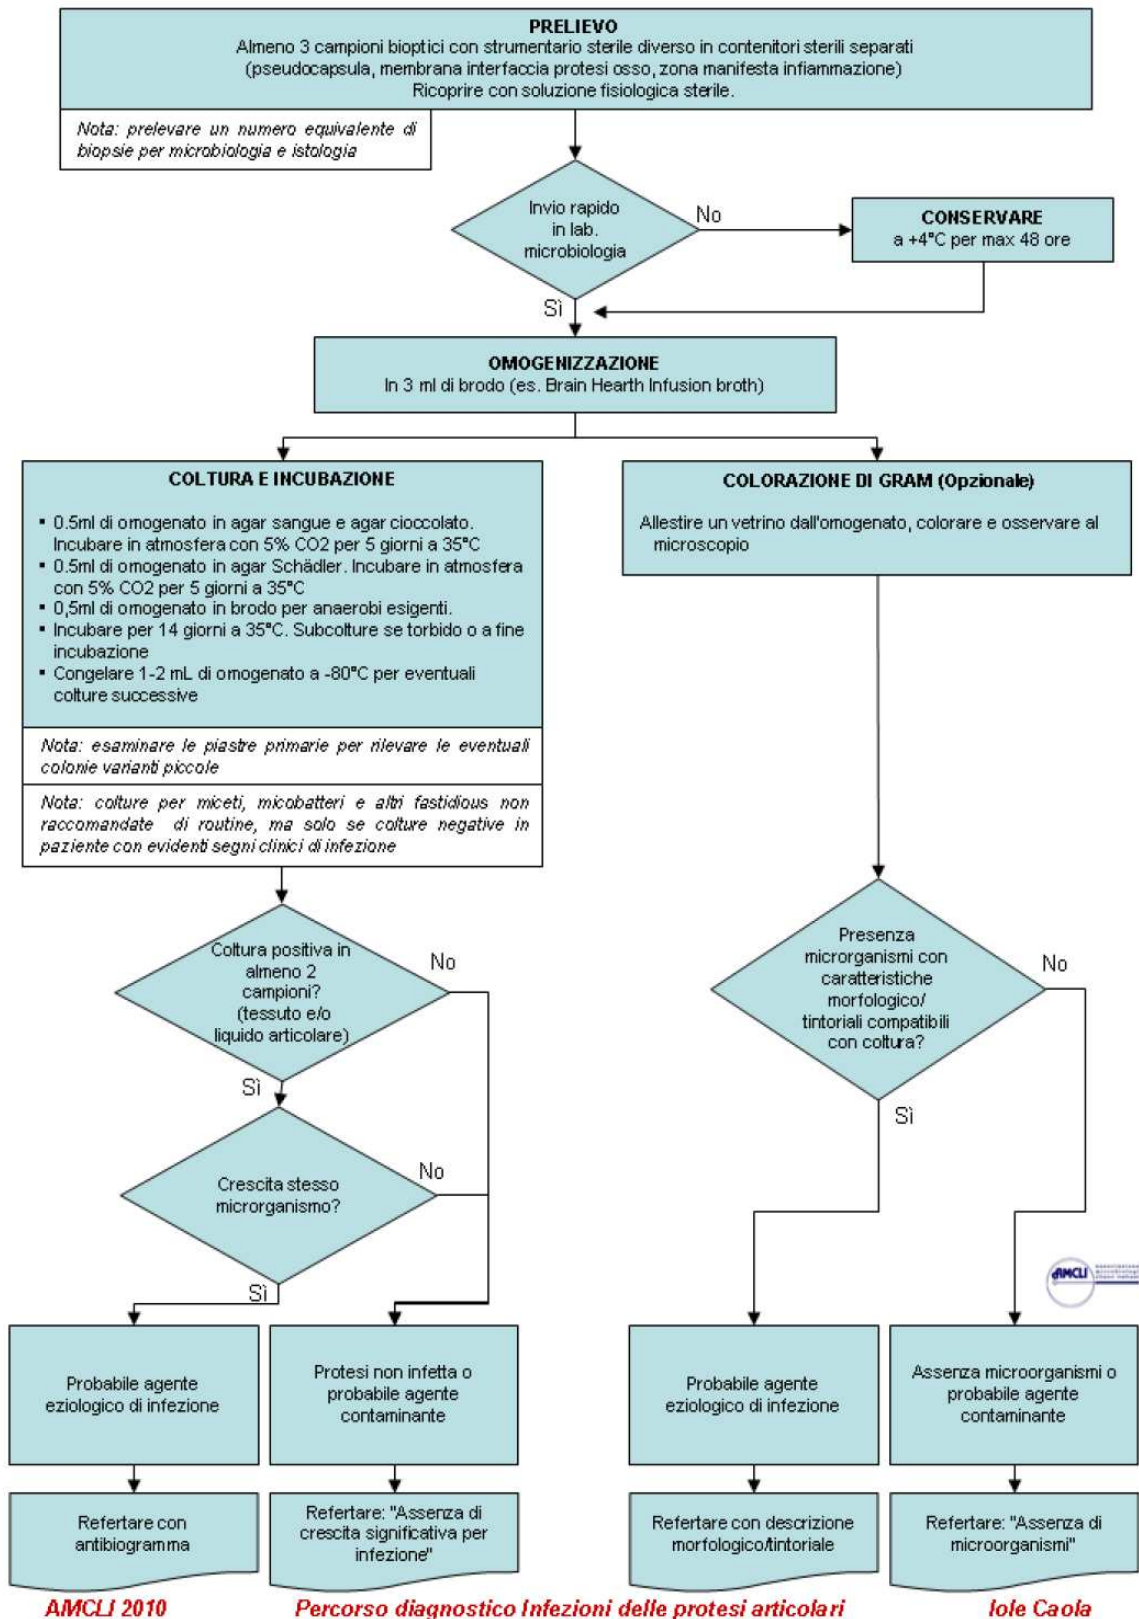 PRELIEVO
Almeno 3 campioni bioptici con strumentario sterile diverso in contenitori sterili separati
(pseudocapsula, membrana interfaccia protesi osso, zona manifesta infiammazione)
Ricoprire con soluzione fisiologica sterile.
Nota: prelevare un numero equivalente di
biopsie per microbiologia e istologia
Invio rapido
in lab.
microbiologia
No
CONSERVARE
a +4°C per max 48 ore
Sì
OMOGENIZZAZIONE
In 3 ml di brodo (es. Brain Hearth Infusion broth)
COLTURA E INCUBAZIONE
▪ 0.5ml di omogenato in agar sangue e agar cioccolato.
Incubare in atmosfera con 5% CO2 per 5 giorni a 35°C
▪ 0.5ml di omogenato in agar Schädler. Incubare in atmosfera
con 5% CO2 per 5 giorni a 35°C
▪ 0,5ml di omogenato in brodo per anaerobi esigenti.
▪ Incubare per 14 giorni a 35°C. Subcolture se torbido o a fine
incubazione
▪ Congelare 1-2 mL di omogenato a -80°C per eventuali
colture successive
Nota: esaminare le piastre primarie per rilevare le eventuali
colonie varianti piccole
Nota: colture per miceti, micobatteri e altri fastidious non
raccomandate di routine, ma solo se colture negative in
paziente con evidenti segni clinici di infezione
COLORAZIONE DI GRAM (Opzionale)
Allestire un vetrino dall'omogenato, colorare e osservare al
microscopio
Coltura positiva in
almeno 2
campioni?
(tessuto e/o
liquido articolare)
No
Sì
Crescita stesso
microrganismo?
No
Sì
Presenza
microrganismi con
caratteristiche
morfologico/
tintoriali compatibili
con coltura?
No
Sì
AMCLI
Probabile agente
eziologico di infezione
Protesi non infetta o
probabile agente
contaminante
Probabile agente
eziologico di infezione
Assenza microorganismi o
probabile agente
contaminante
Refertare con
antibiogramma
Refertare: "Assenza di
crescita significativa per
infezione"
Refertare con descrizione
morfologico/tintoriale
Refertare: "Assenza di
microorganismi"
AMCLI 2010 Percorso diagnostico Infezioni delle protesi articolari Iole Caola